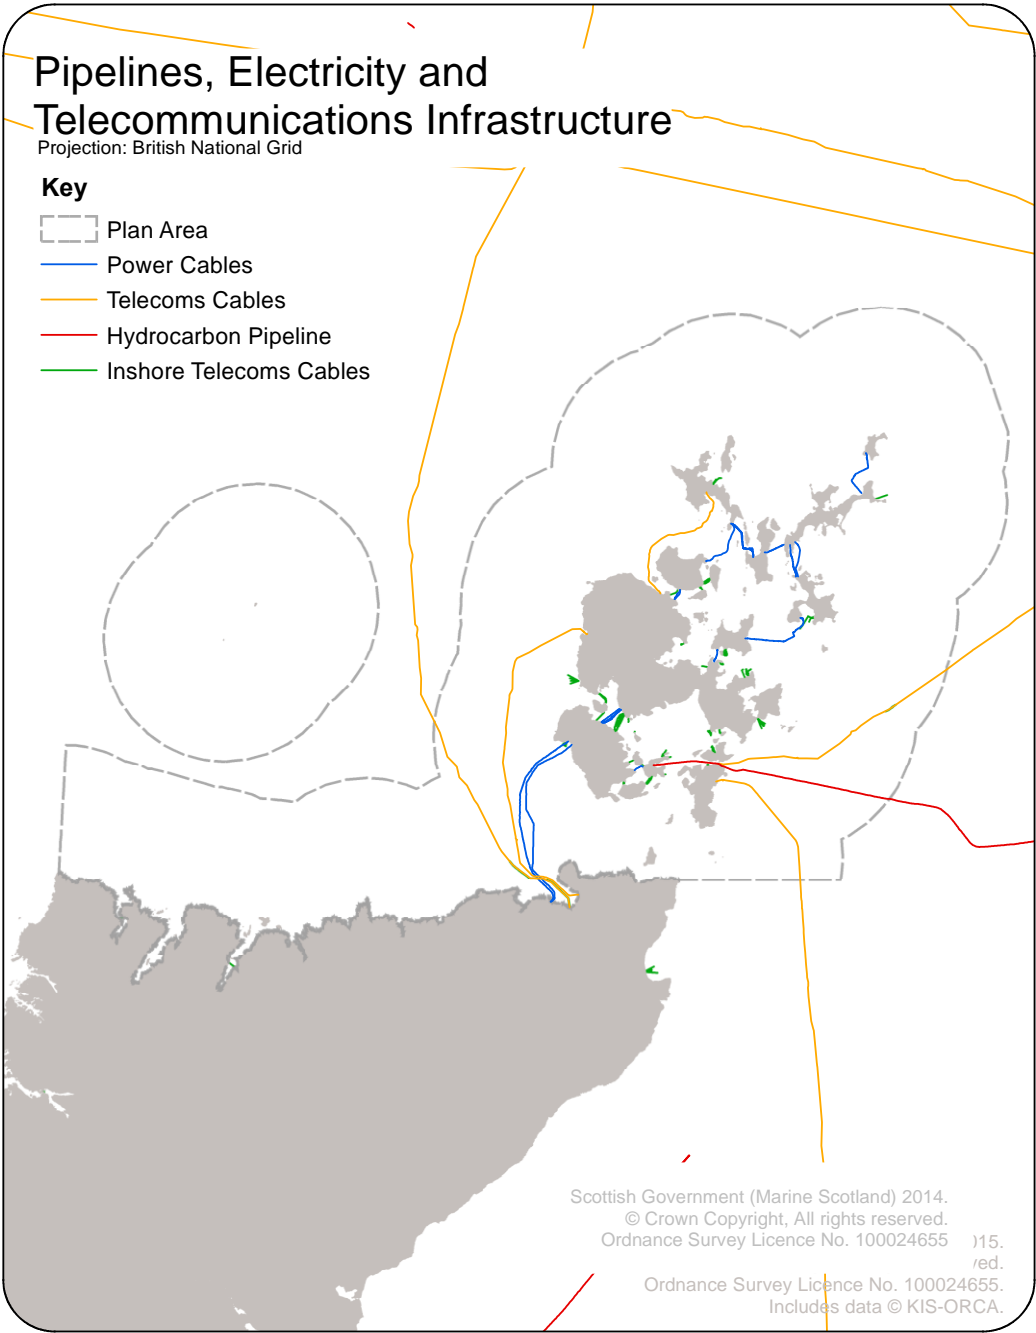 Pipelines, Electricity and
Telecommunications Infrastructure
Projection: British National Grid
Key
Plan Area
Power Cables
Telecoms Cables
Hydrocarbon Pipeline
Inshore Telecoms Cables
Scottish Government (Marine Scotland) 2014.
© Crown Copyright, All rights reserved.
Ordnance Survey Licence No. 100024655
Ordnance Survey Licence No. 100024655.
Includes data © KIS-ORCA.